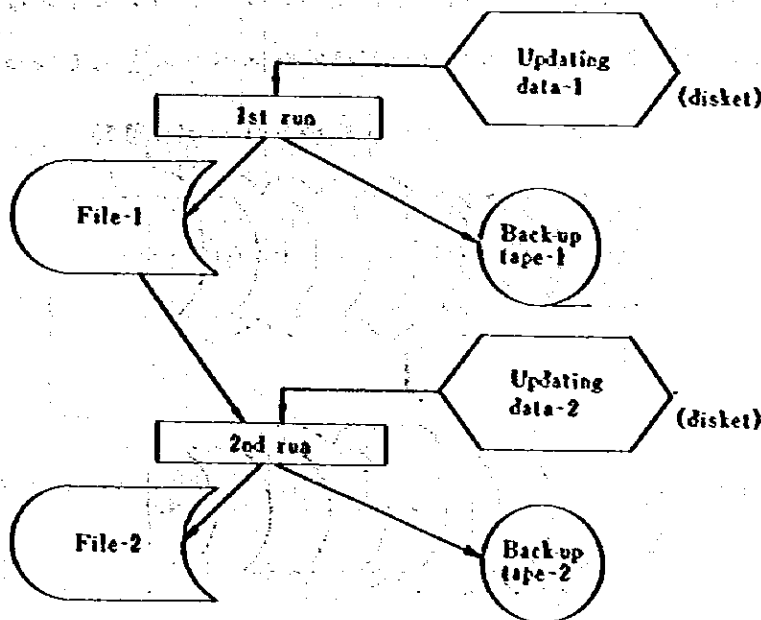 Updating
data-1
(disket)
1st run
File-1
Back-up
tape-1
Updating
data-2
(disket)
2nd run
File-2
Back-up
tape-2